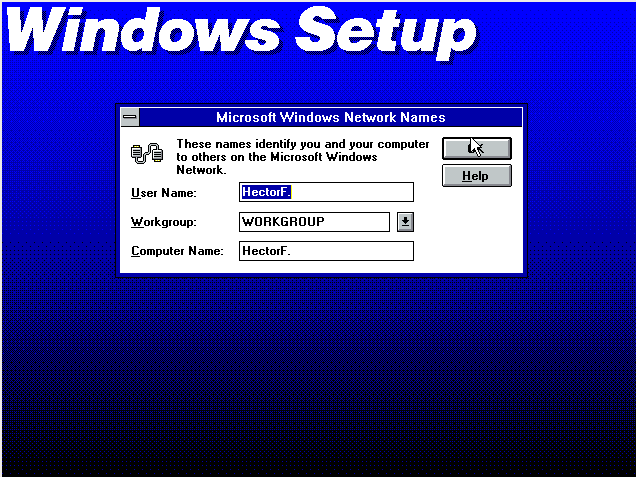 Windows Setup
Microsoft Windows Network Names
These names identify you and your computer
to others on the Microsoft Windows
Network.
Help
User Name: HectorF.
Workgroup: WORKGROUP
Computer Name: HectorF.